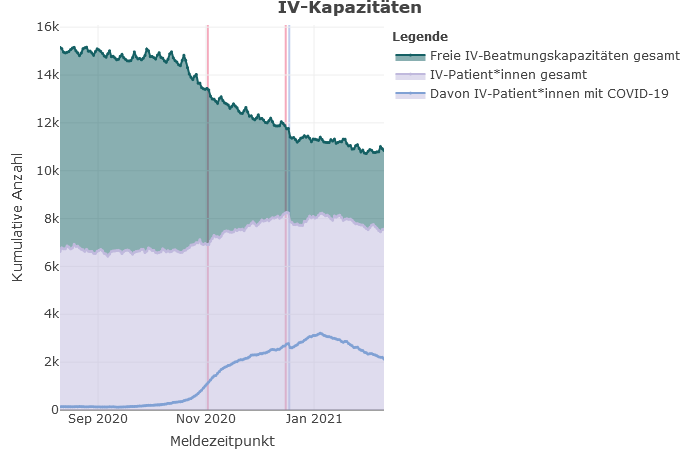 IV-Kapazitäten
16k
14k
12k
10k
8k
6k
4k
2k
0
Kumulative Anzahl
Sep 2020
Nov 2020
Jan 2021
Meldezeitpunkt
Legende
Freie IV-Beatmungskapazitäten gesamt
IV-Patient*innen gesamt
Davon IV-Patient*innen mit COVID-19